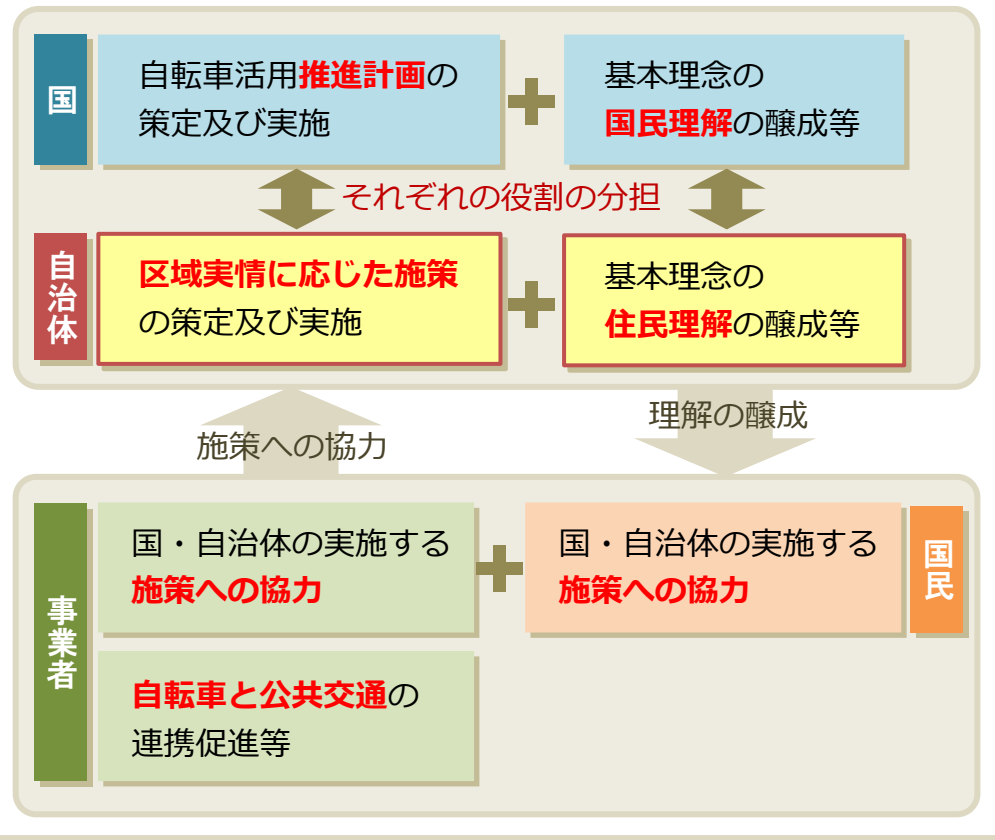 国
自転車活用推進計画の
策定及び実施
基本理念の
国民理解の醸成等
それぞれの役割の分担
自治体
区域実情に応じた施策
の策定及び実施
基本理念の
住民理解の醸成等
施策への協力
理解の醸成
事業者
国・自治体の実施する
施策への協力
自転車と公共交通の
連携促進等
国・自治体の実施する
施策への協力
国民